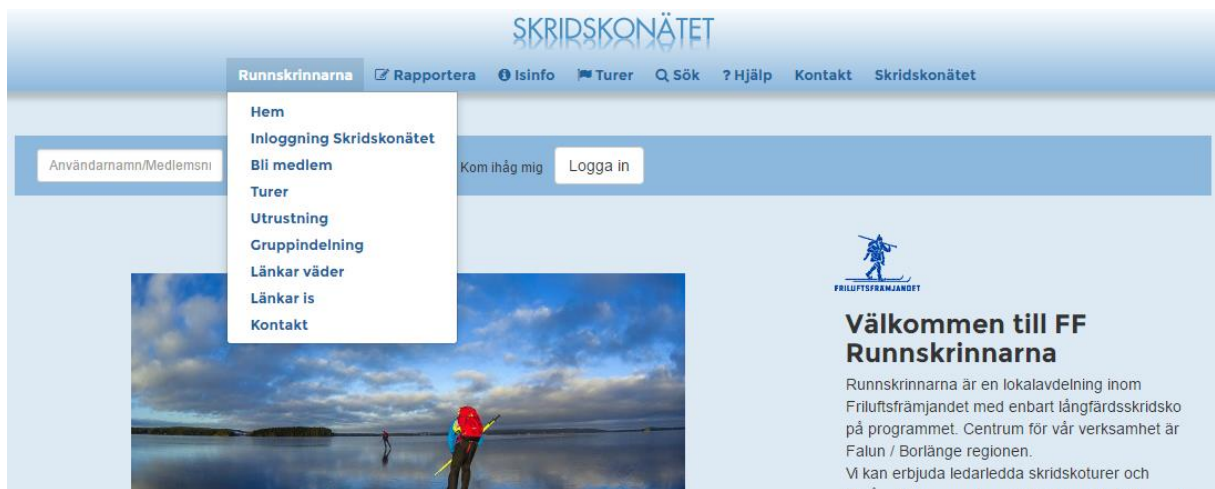 SKRIDSKONÄTET
Runnskrinnarna Rapportera Isinfo Turer Sök ? Hjälp Kontakt Skridskonätet
Hem
Inloggning Skridskonätet
Bli medlem
Turer
Utrustning
Gruppindelning
Länkar väder
Länkar is
Kontakt
Användarnamn/Medlemsnr Kom ihåg mig Logga in
FRILUFTSFRÄMJANDET
Välkommen till FF
Runnskrinnarna
Runnskrinnarna är en lokalavdelning inom
Friluftsfrämjandet med enbart långfärdsskridsko
på programmet. Centrum för vår verksamhet är
Falun / Borlänge regionen.
Vi kan erbjuda ledarledda skridskoturer och